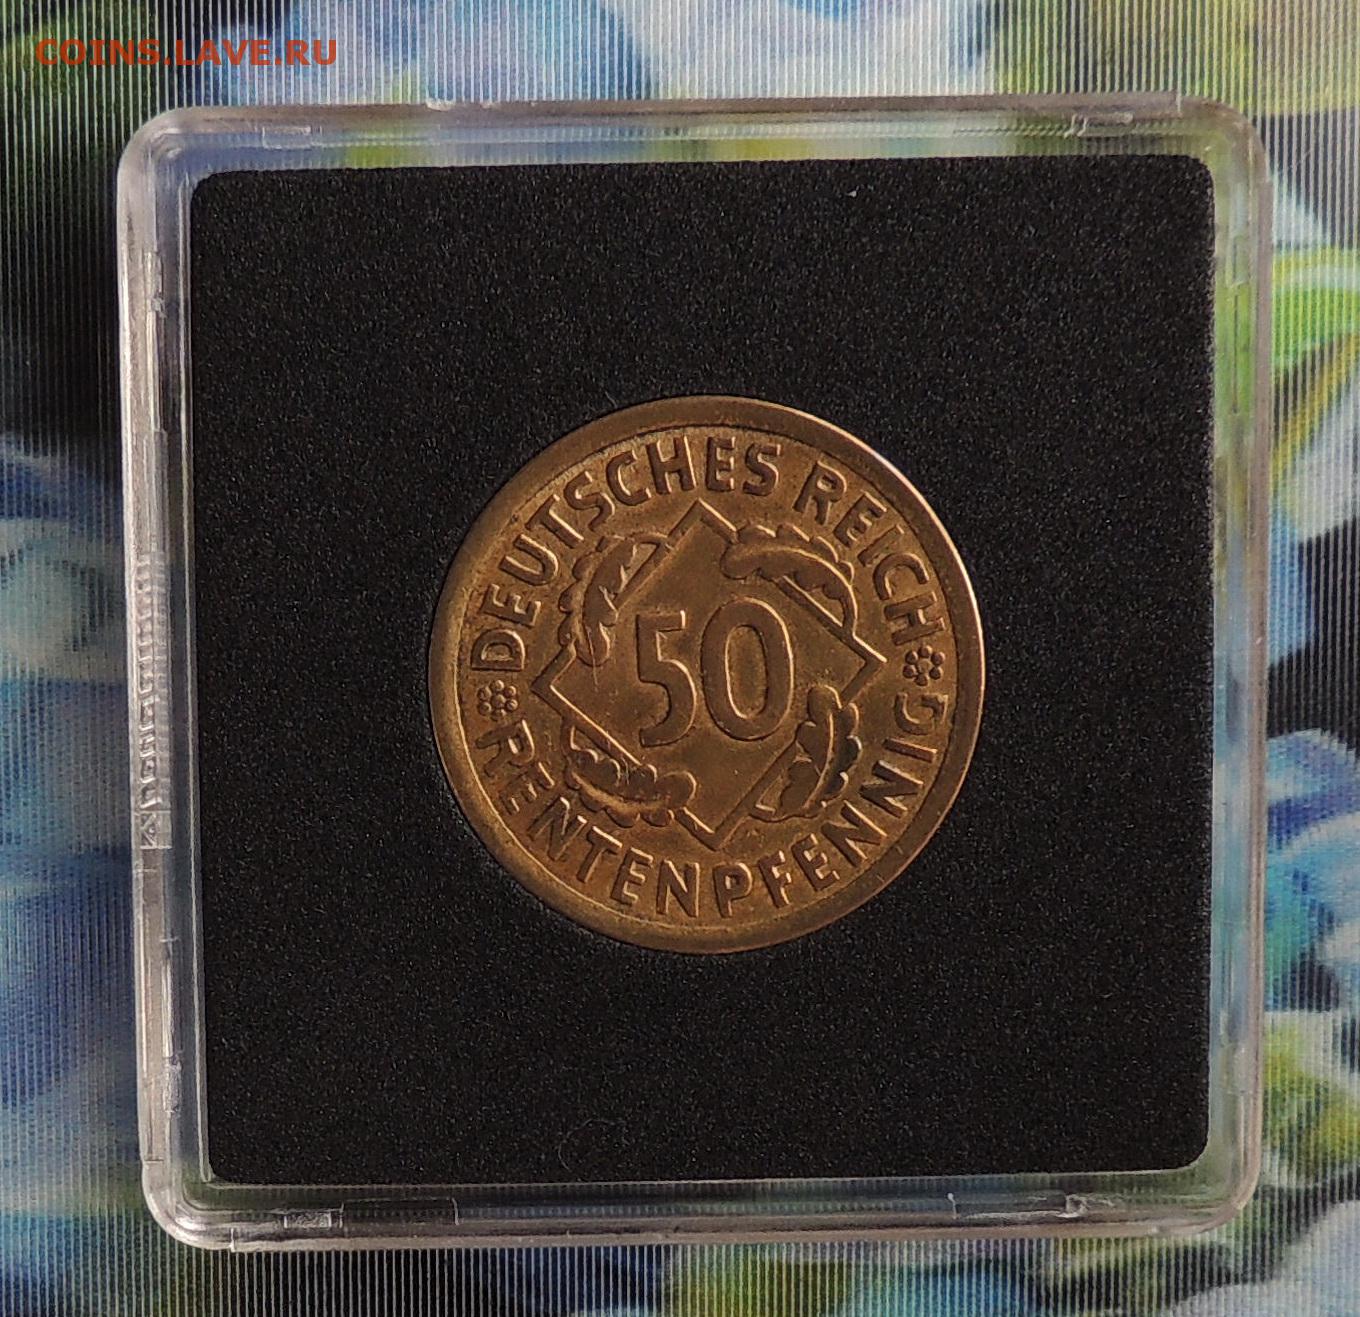 COINS.LAVE.RU
DEUTSCHES REICH
50
RENTENPFENNIG